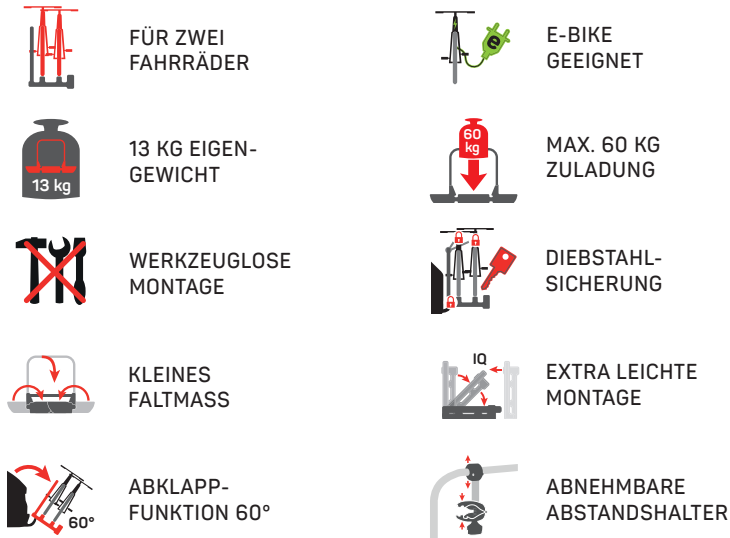 FÜR ZWEI
FAHRRÄDER
e
E-BIKE
GEEIGNET
13 kg
13 KG EIGEN-
GEWICHT
60
kg
MAX. 60 KG
ZULADUNG
WERKZEUGLOSE
MONTAGE
DIEBSTAHL-
SICHERUNG
KLEINES
FALTMASS
IQ
EXTRA LEICHTE
MONTAGE
60°
ABKLAPP-
FUNKTION 60°
ABNEHMBARE
ABSTANDSHALTER